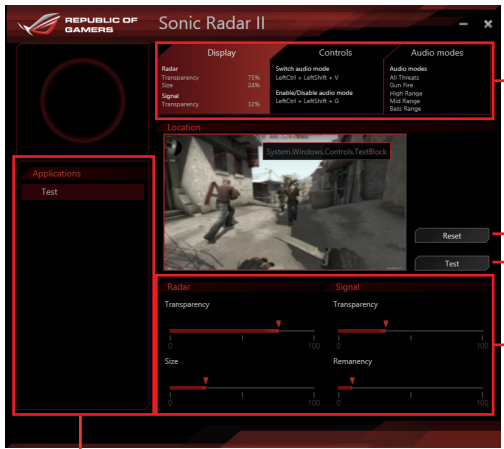 REPUBLIC OF
GAMERS
Sonic Radar II
Display
Controls
Audio modes
Radar
Transparency 75%
Size 24%
Signal
Transparency 32%
Switch audio mode
LeftCtrl + LeftShift + V
Enable/Disable audio mode
LeftCtrl + LeftShift + G
Audio modes
All Threats
Gun Fire
High Range
Mid Range
Bass Range
Location
System.Windows.Controls.TextBlock
Applications
Test
Reset
Test
Radar
Transparency
0 100
Size
0 100
Signal
Transparency
0 100
Remanency
0 100